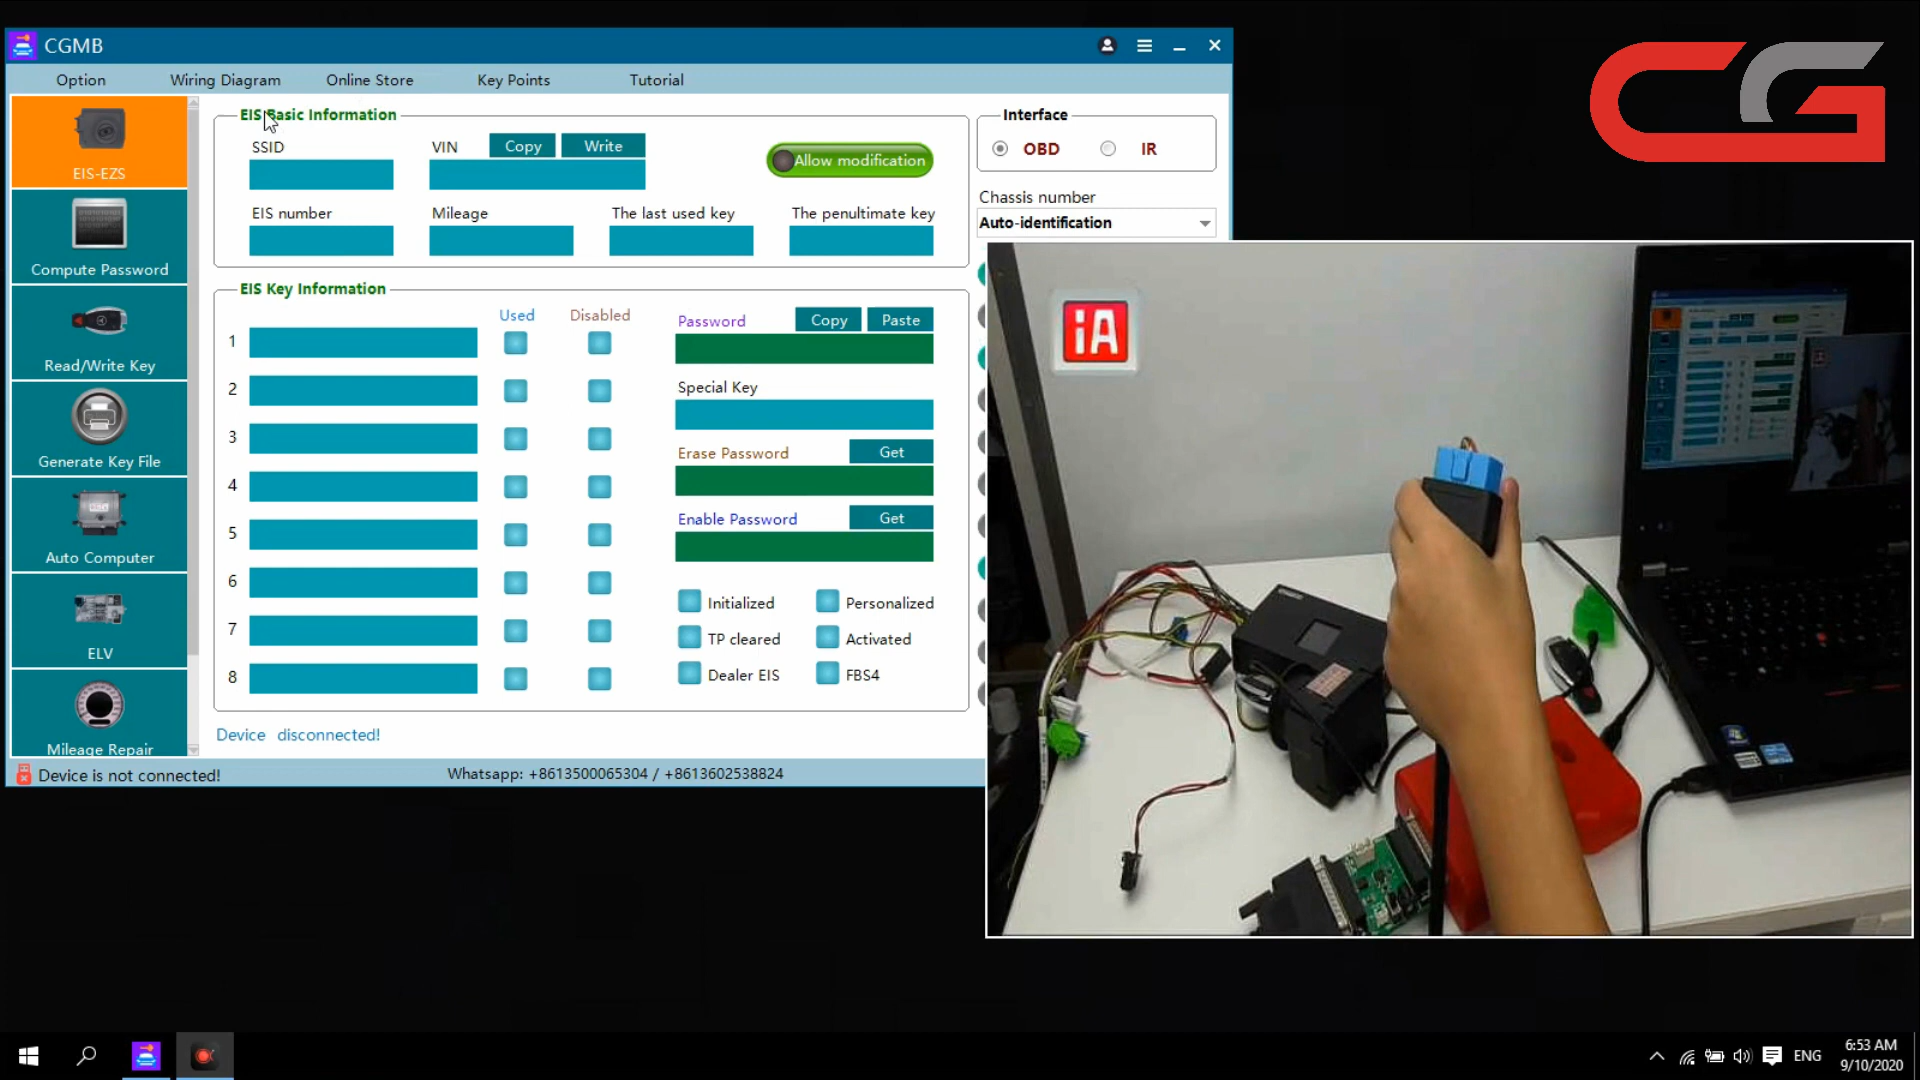 CGMB
Option Wiring Diagram Online Store Key Points Tutorial
EIS-EZS
Compute Password
Read/Write Key
Generate Key File
Auto Computer
ELV
Mileage Repair
EIS Basic Information
SSID VIN Copy Write
Allow modification
EIS number Mileage The last used key The penultimate key
EIS Key Information
Used Disabled
1
2
3
4
5
6
7
8
Password Copy Paste
Special Key
Erase Password Get
Enable Password Get
Initialized Personalized
TP cleared Activated
Dealer EIS FBS4
Interface
OBD IR
Chassis number
Auto-identification
Device disconnected!
Device is not connected!
Whatsapp: +8613500065304 / +8613602538824
CG
iA
ENG
6:53 AM
9/10/2020